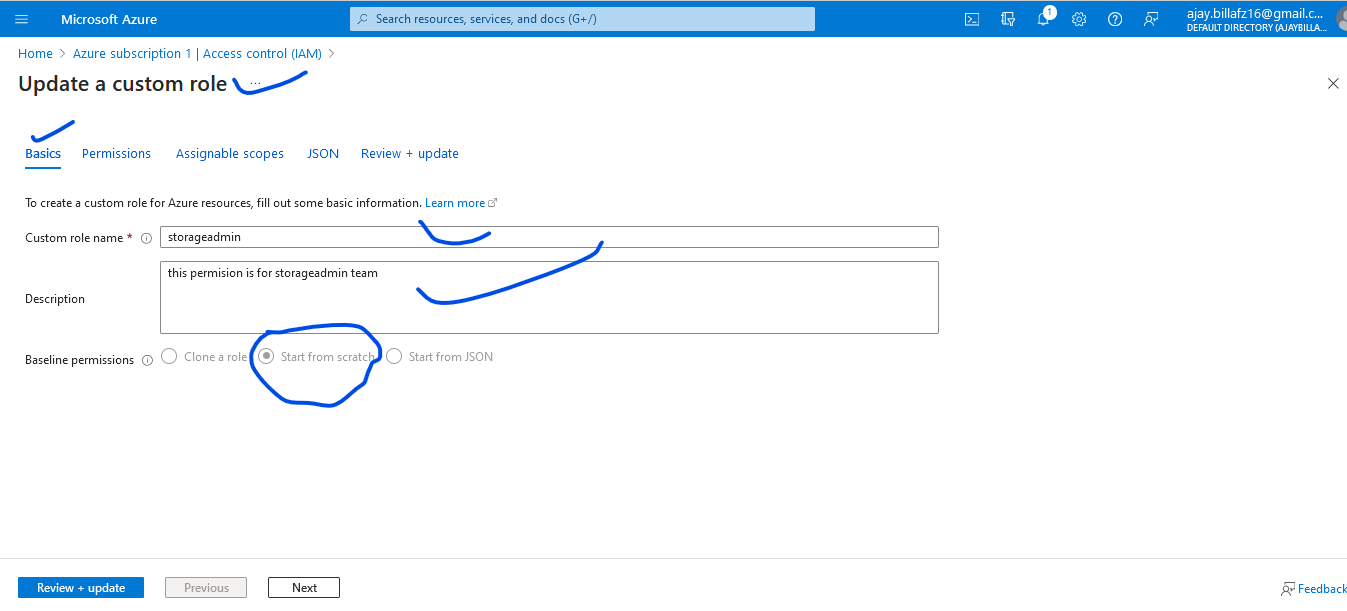 Microsoft Azure
Search resources, services, and docs (G+/)
1
ajay.billafz16@gmail.c...
DEFAULT DIRECTORY (AJAYBILLA...
Home > Azure subscription 1 | Access control (IAM) >
Update a custom role ...
Basics Permissions Assignable scopes JSON Review + update
To create a custom role for Azure resources, fill out some basic information. Learn more
Custom role name * storageadmin
this permision is for storageadmin team
Description
Baseline permissions Clone a role Start from scratch Start from JSON
Review + update Previous Next
Feedback